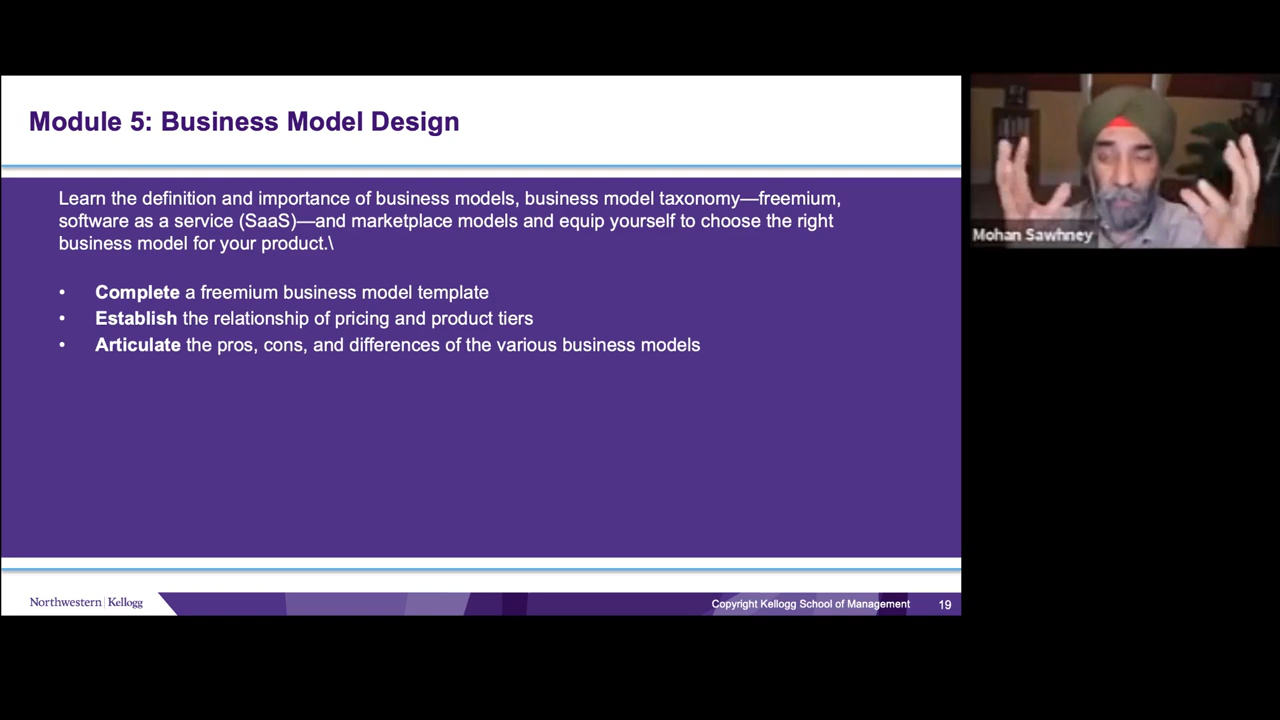 Module 5: Business Model Design
Learn the definition and importance of business models, business model taxonomy—freemium,
software as a service (SaaS)—and marketplace models and equip yourself to choose the right
business model for your product.\
• Complete a freemium business model template
• Establish the relationship of pricing and product tiers
• Articulate the pros, cons, and differences of the various business models
Mohan Sawhney
Northwestern | Kellogg
Copyright Kellogg School of Management 19